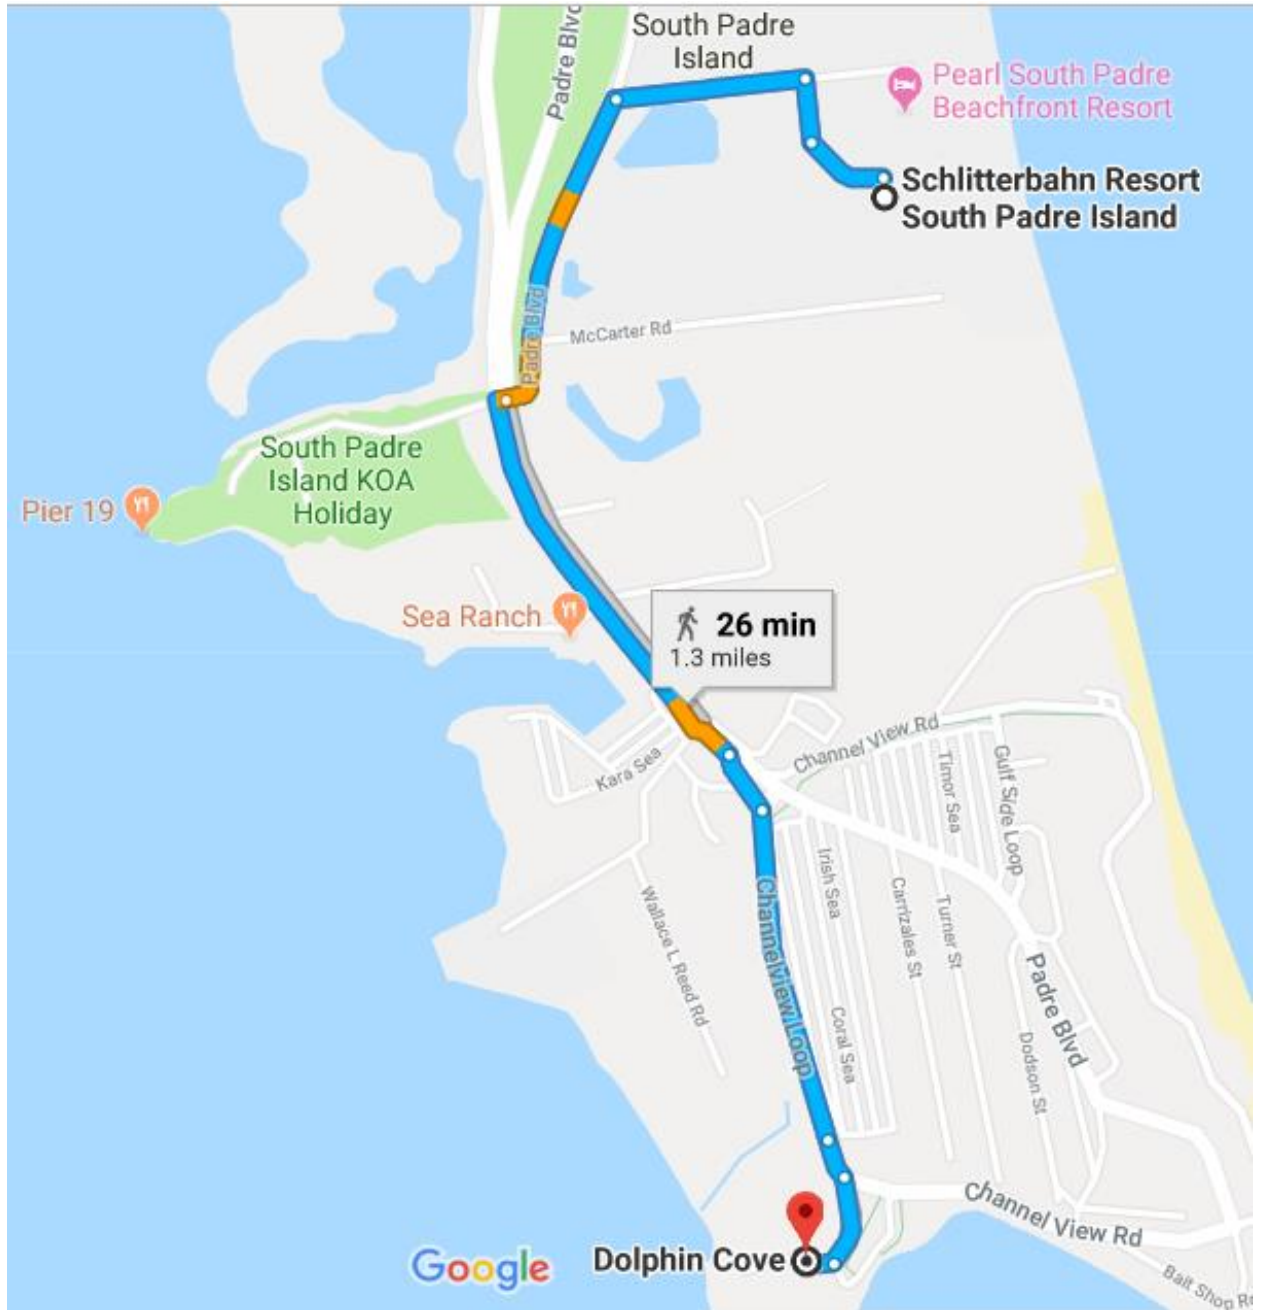 South Padre
Island
Padre Blvd
Pearl South Padre
Beachfront Resort
Schlitterbahn Resort
South Padre Island
Padre Blvd
McCarter Rd
South Padre
Island KOA
Holiday
Pier 19
Sea Ranch
26 min
1.3 miles
Channel View Rd
Kara Sea
Timor Sea
Gulf Side Loop
Irish Sea
Carrizales St
Turner St
Wallace L Reed Rd
Channelview Loop
Padre Blvd
Coral Sea
Dodson St
Channel View Rd
Google
Dolphin Cove
Bait Shop Rd